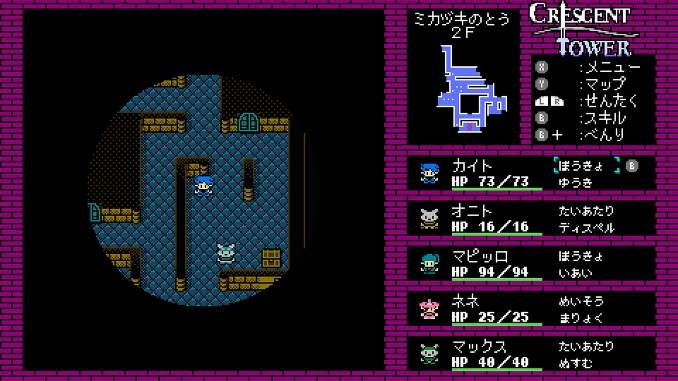 ミカヅキのとう
2F
CRESCENT
TOWER
X :メニュー
Y :マップ
L R :せんたく
B :スキル
B+ :べんり
カイト ぼうきょ B
HP 73/73 ゆうき
オニト たいあたり
HP 16/16 ディスペル
マピッロ ぼうきょ
HP 94/94 いあい
ネネ めいそう
HP 25/25 まりょく
マックス たいあたり
HP 40/40 ぬすむ